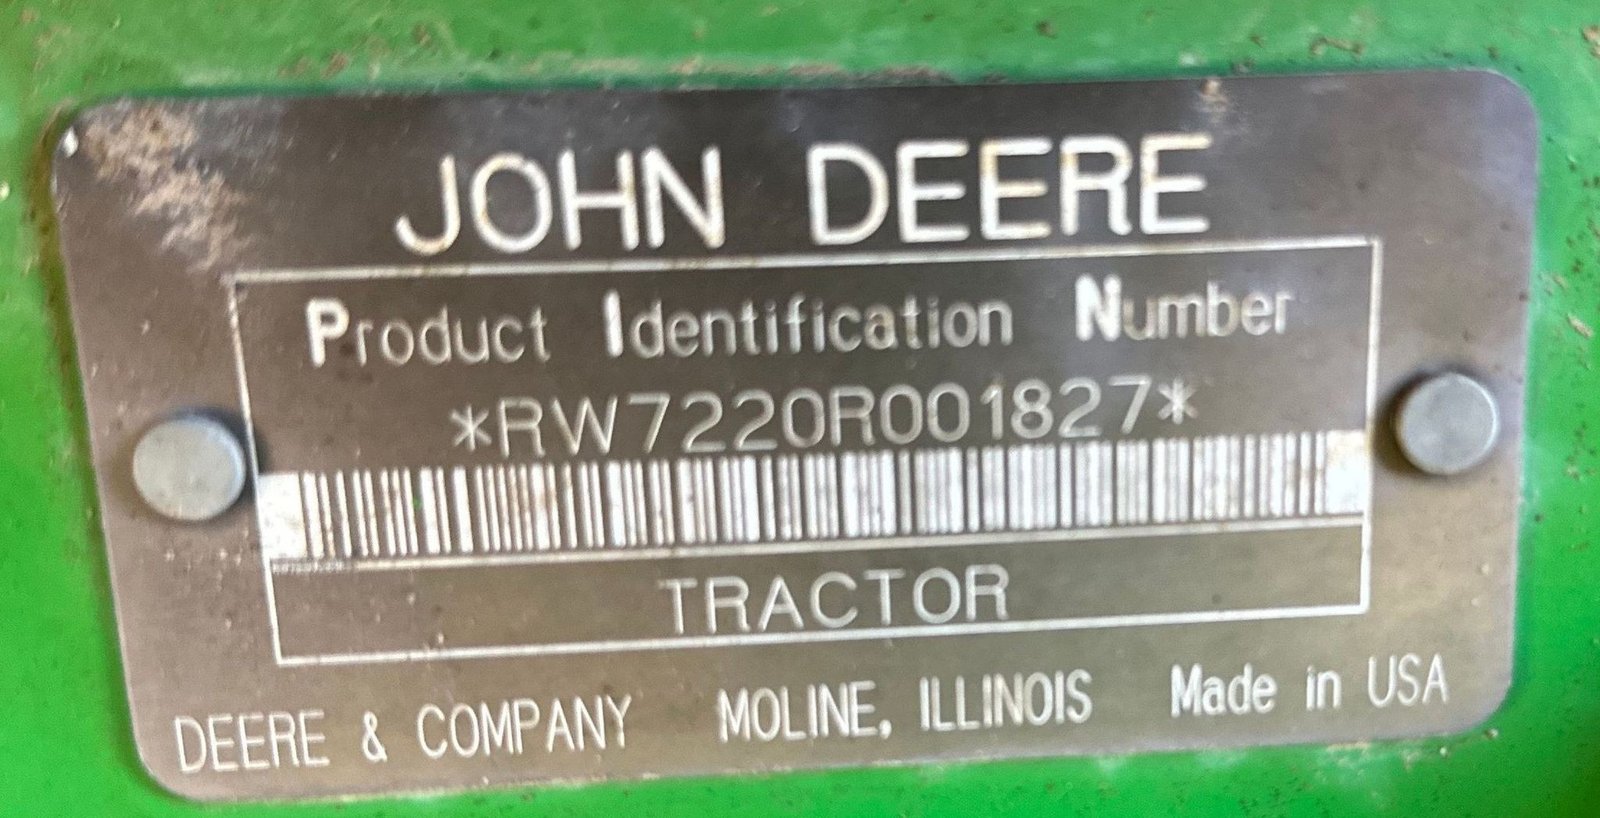 JOHN DEERE
Product Identification Number
*RW7220R001827*
TRACTOR
DEERE & COMPANY MOLINE, ILLINOIS Made in USA